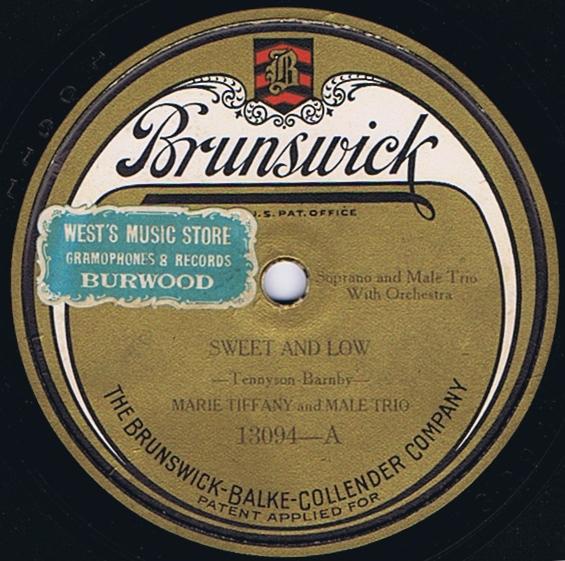 B
Brunswick
U.S. PAT. OFFICE
WEST'S MUSIC STORE
GRAMOPHONES & RECORDS
BURWOOD
Soprano and Male Trio
With Orchestra
SWEET AND LOW
—Tennyson-Barnby—
MARIE TIFFANY and MALE TRIO
13094—A
THE BRUNSWICK-BALKE-COLLENDER COMPANY
PATENT APPLIED FOR